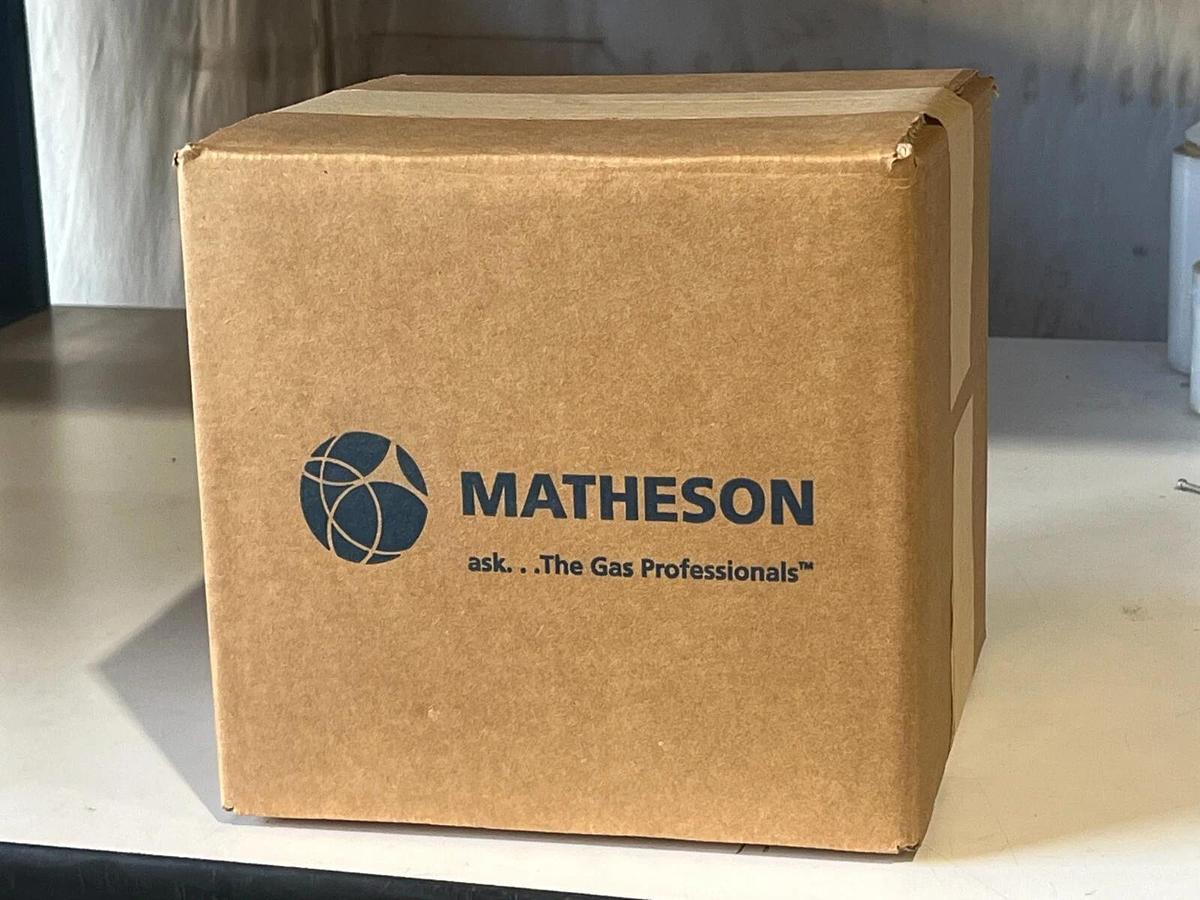 MATHESON
ask. . .The Gas Professionals™